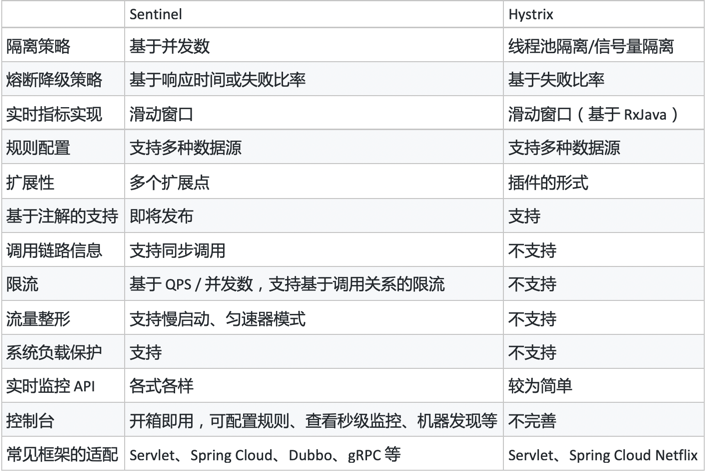 Sentinel Hystrix
隔离策略 基于并发数 线程池隔离/信号量隔离
熔断降级策略 基于响应时间或失败比率 基于失败比率
实时指标实现 滑动窗口 滑动窗口（基于 RxJava）
规则配置 支持多种数据源 支持多种数据源
扩展性 多个扩展点 插件的形式
基于注解的支持 即将发布 支持
调用链路信息 支持同步调用 不支持
限流 基于 QPS / 并发数，支持基于调用关系的限流 不支持
流量整形 支持慢启动、匀速器模式 不支持
系统负载保护 支持 不支持
实时监控 API 各式各样 较为简单
控制台 开箱即用，可配置规则、查看秒级监控、机器发现等 不完善
常见框架的适配 Servlet、Spring Cloud、Dubbo、gRPC 等 Servlet、Spring Cloud Netflix